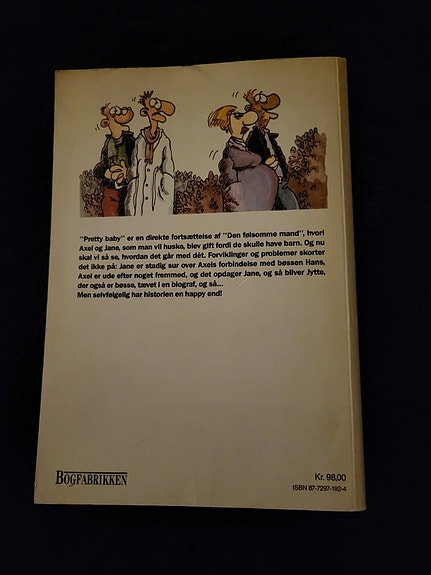 "Pretty baby" er en direkte fortsættelse af "Den følsomme mand", hvori
Axel og Jane, som man vil huske, blev gift fordi de skulle have barn. Og nu
skal vi så se, hvordan det går med dét. Forviklinger og problemer skorter
det ikke på: Jane er stadig sur over Axels forbindelse med bøssen Hans,
Axel er ude efter noget fremmed, og det opdager Jane, og så bliver Jytte,
der også er bøsse, tævet i en biograf, og så...
Men selvfølgelig har historien en happy end!
BOGFABRIKKEN
Kr. 98,00
ISBN 87-7297-192-4